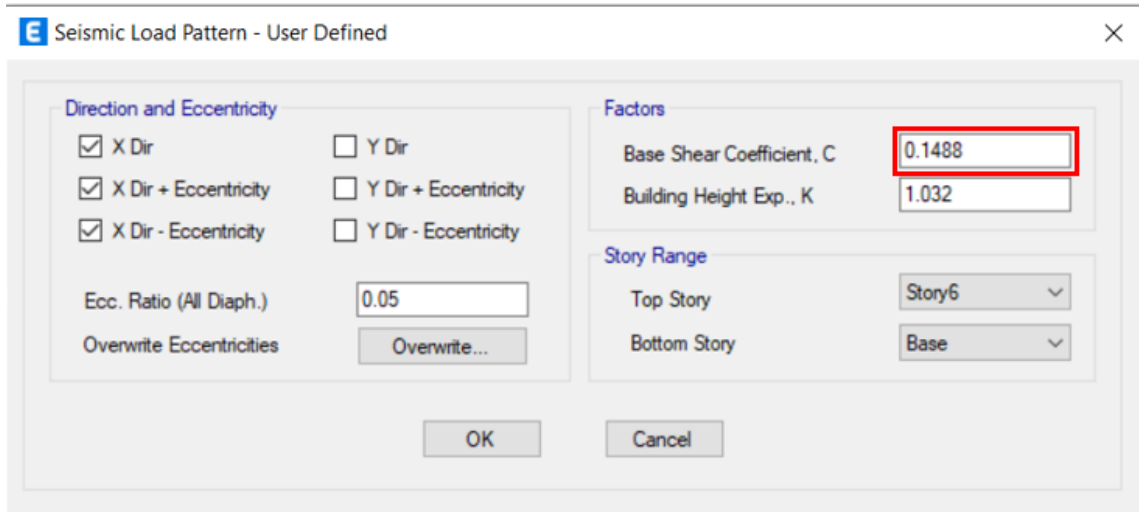 E Seismic Load Pattern - User Defined
Direction and Eccentricity
X Dir
Y Dir
X Dir + Eccentricity
Y Dir + Eccentricity
X Dir - Eccentricity
Y Dir - Eccentricity
Ecc. Ratio (All Diaph.)
0.05
Overwrite Eccentricities
Overwrite...
Factors
Base Shear Coefficient, C
0.1488
Building Height Exp., K
1.032
Story Range
Top Story
Story6
Bottom Story
Base
OK
Cancel